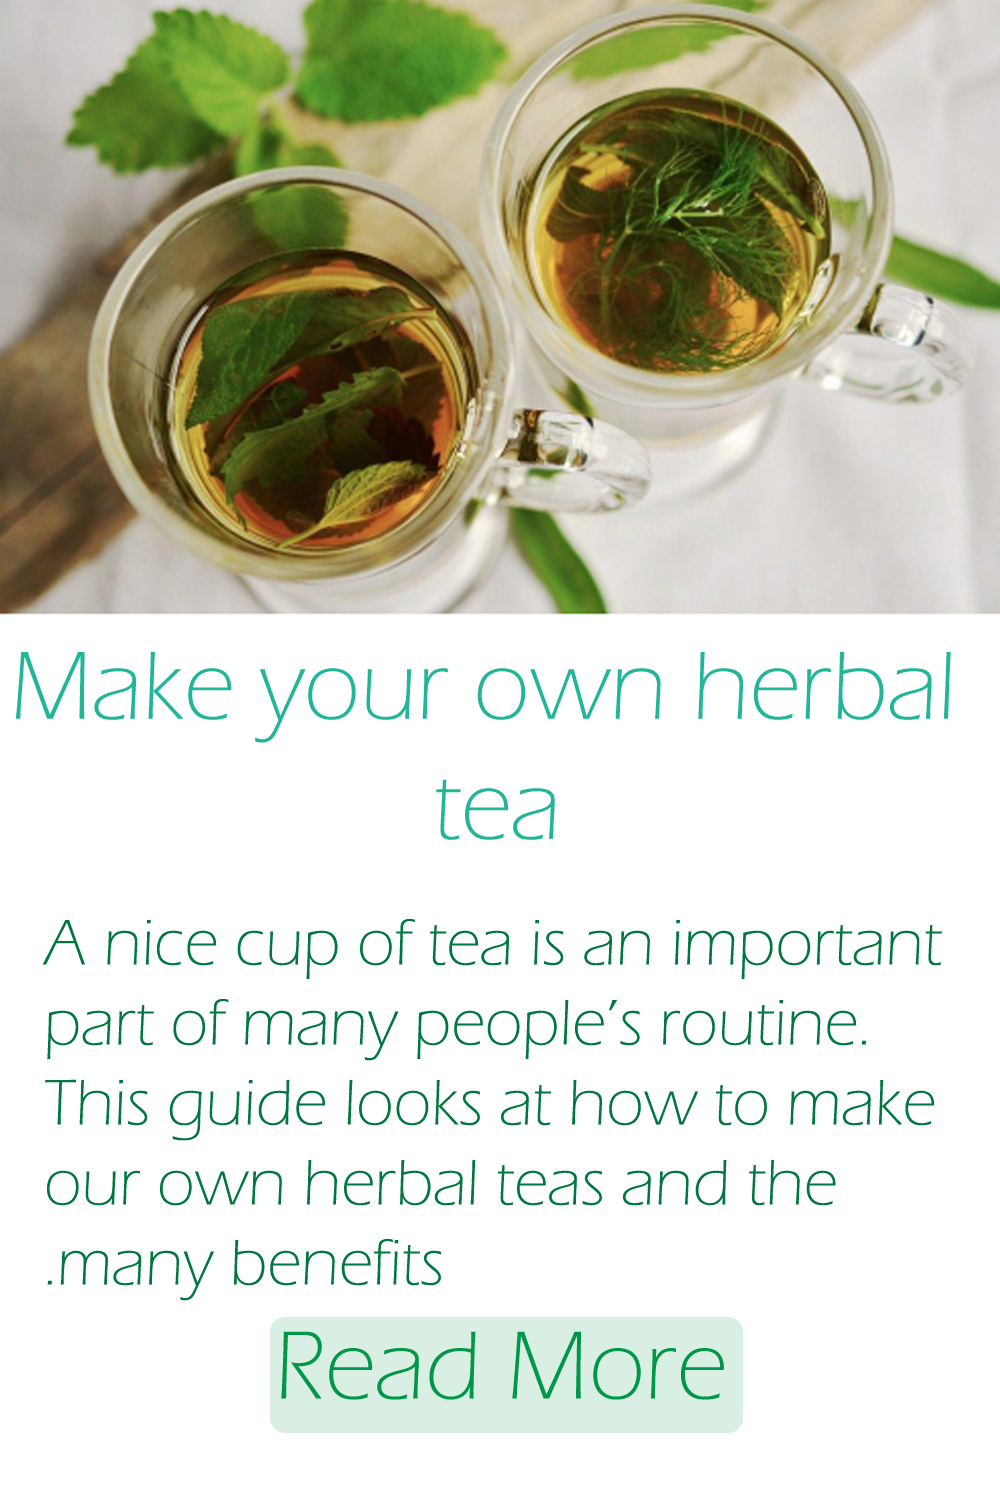 Make your own herbal
tea
A nice cup of tea is an important
part of many people’s routine.
This guide looks at how to make
our own herbal teas and the
.many benefits
Read More